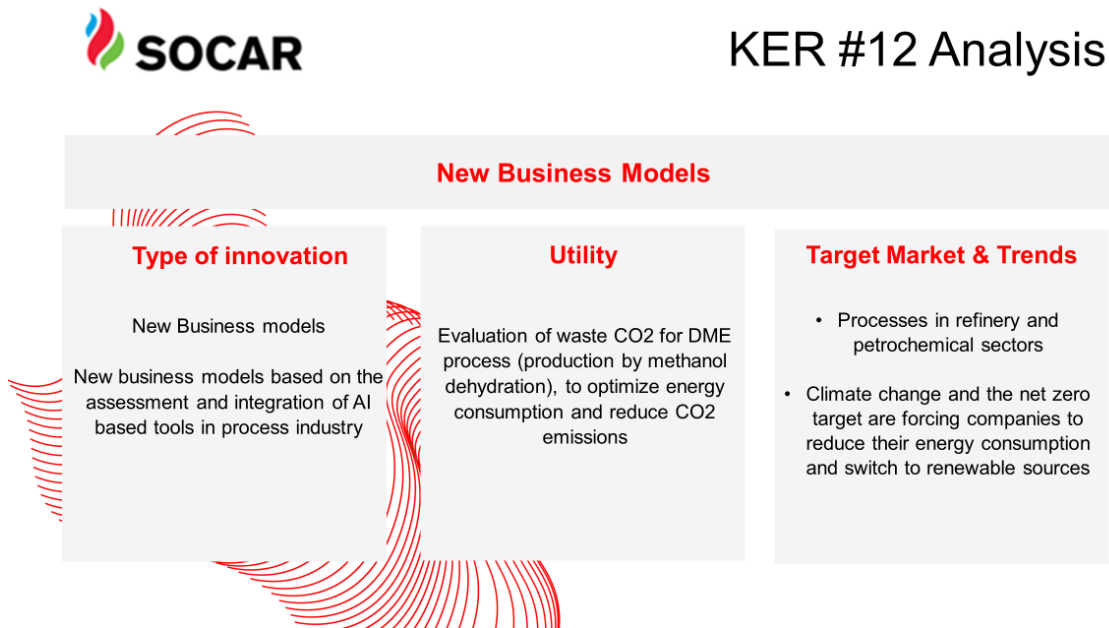 SOCAR
KER #12 Analysis
New Business Models
Type of innovation
New Business models
New business models based on the
assessment and integration of AI
based tools in process industry
Utility
Evaluation of waste CO2 for DME
process (production by methanol
dehydration), to optimize energy
consumption and reduce CO2
emissions
Target Market & Trends
• Processes in refinery and
petrochemical sectors
• Climate change and the net zero
target are forcing companies to
reduce their energy consumption
and switch to renewable sources